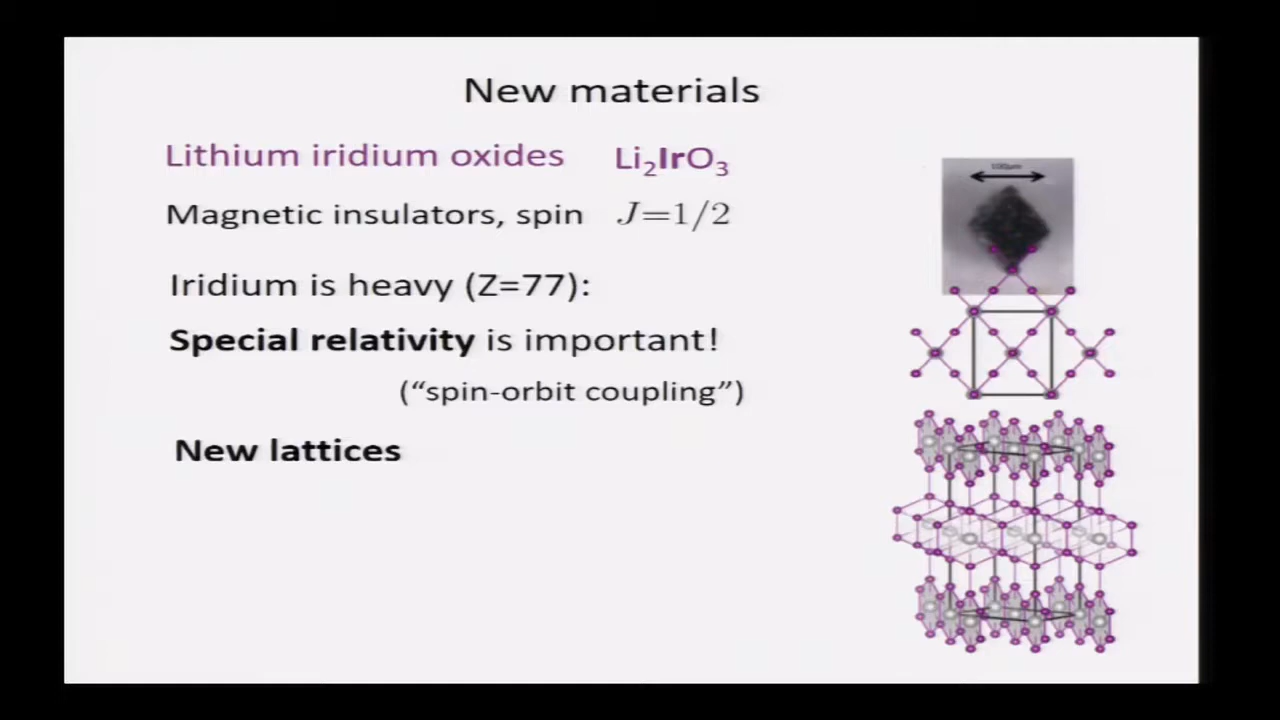 New materials
Lithium iridium oxides Li₂IrO₃
Magnetic insulators, spin J=1/2
Iridium is heavy (Z=77):
Special relativity is important!
(“spin-orbit coupling”)
New lattices